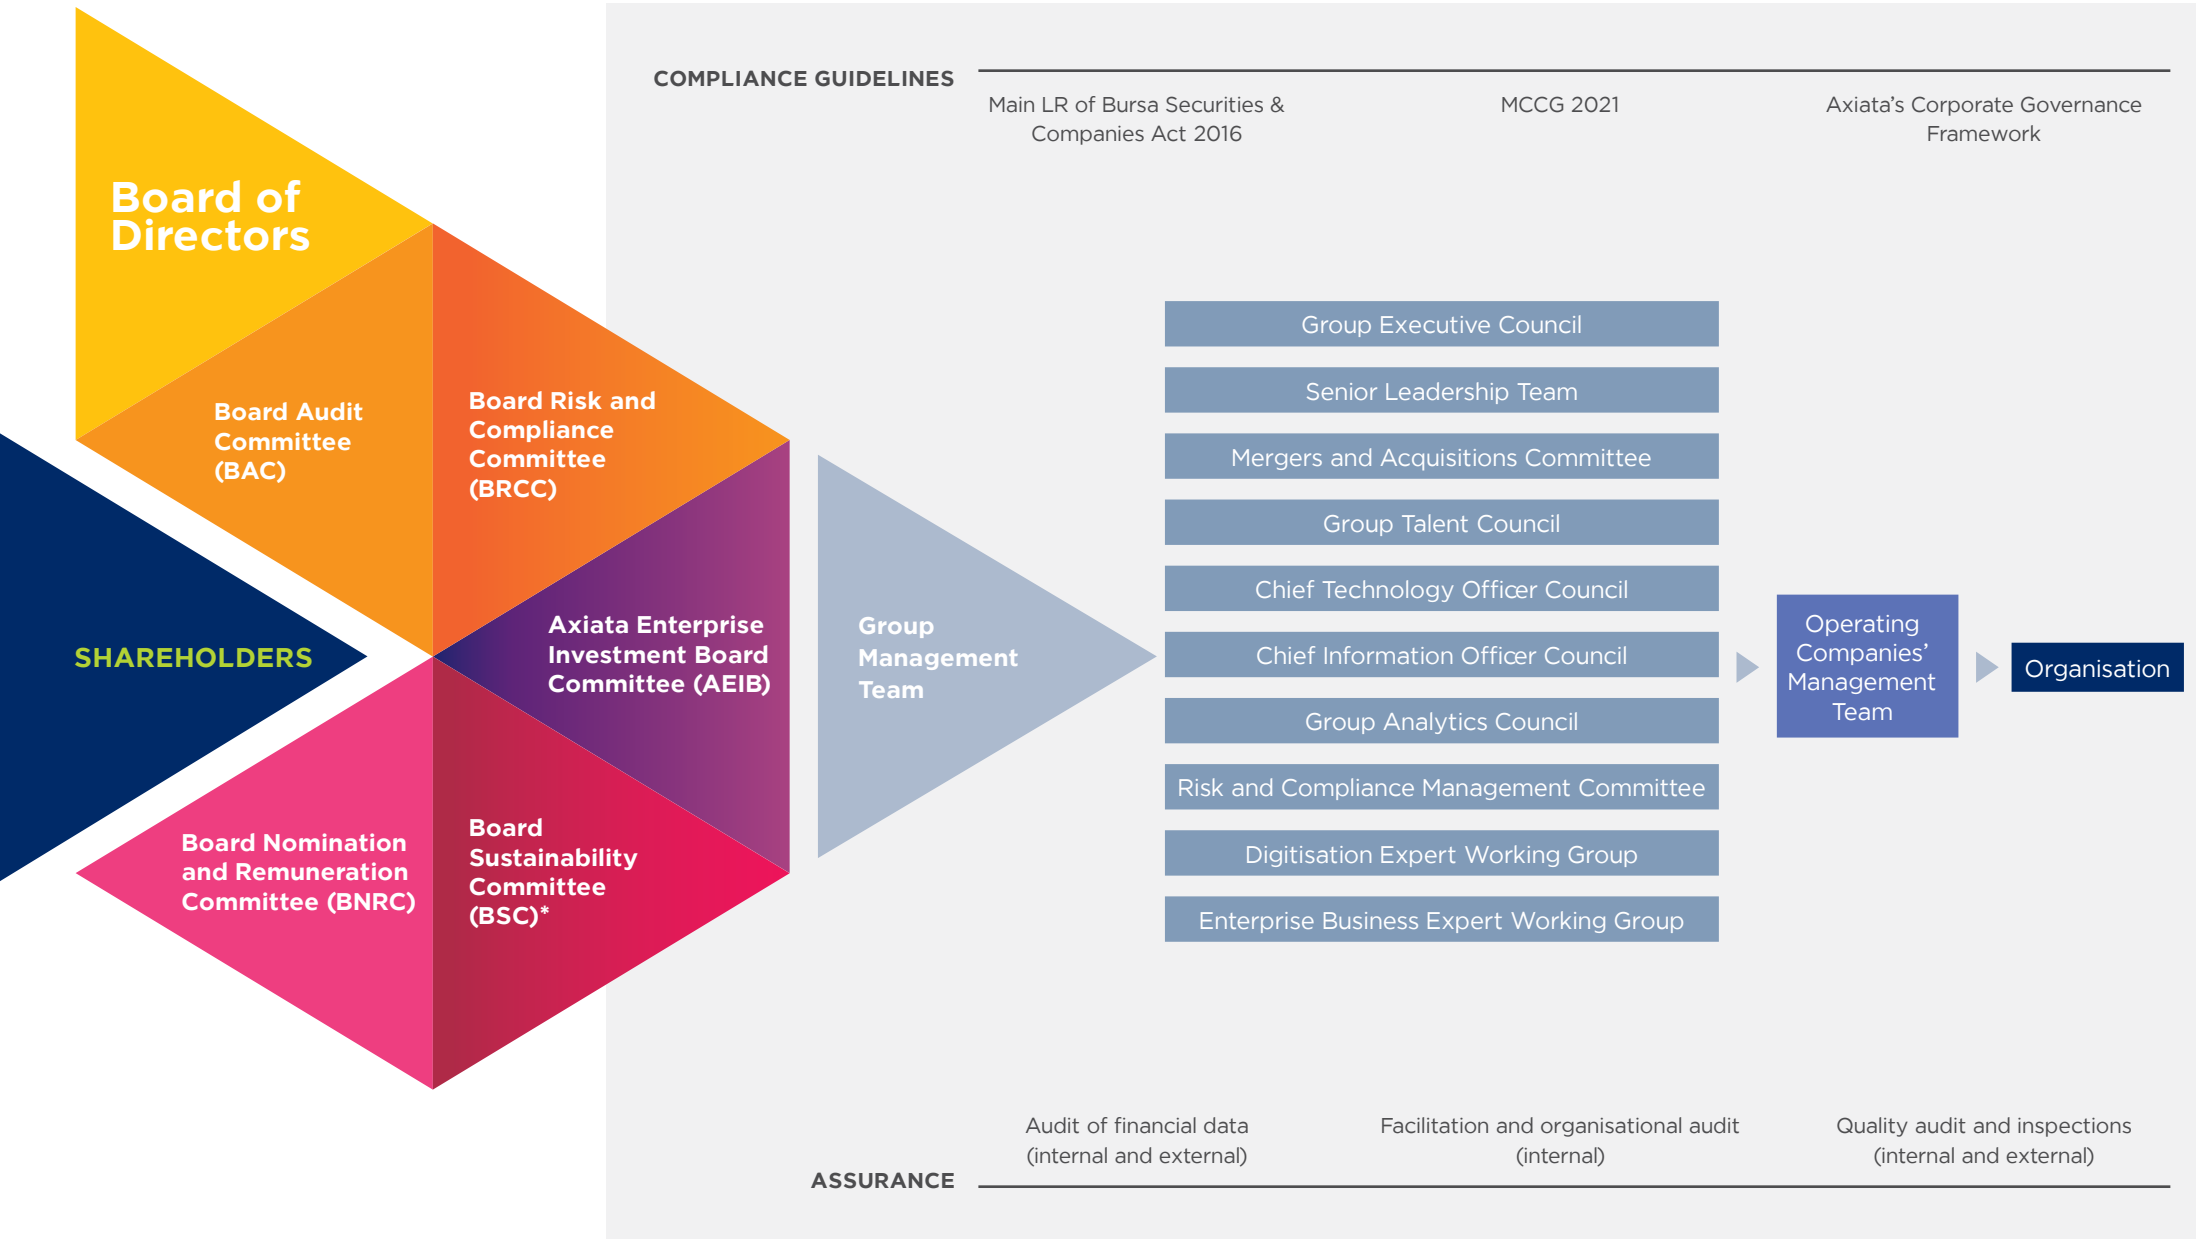 COMPLIANCE GUIDELINES
Main LR of Bursa Securities &
Companies Act 2016
MCCG 2021
Axiata’s Corporate Governance
Framework
Board of
Directors
Board Audit
Committee
(BAC)
Board Risk and
Compliance
Committee
(BRCC)
SHAREHOLDERS
Axiata Enterprise
Investment Board
Committee (AEIB)
Board Nomination
and Remuneration
Committee (BNRC)
Board
Sustainability
Committee
(BSC)*
Group
Management
Team
Group Executive Council
Senior Leadership Team
Mergers and Acquisitions Committee
Group Talent Council
Chief Technology Officer Council
Chief Information Officer Council
Group Analytics Council
Risk and Compliance Management Committee
Digitisation Expert Working Group
Enterprise Business Expert Working Group
Operating
Companies’
Management
Team
Organisation
Audit of financial data
(internal and external)
Facilitation and organisational audit
(internal)
Quality audit and inspections
(internal and external)
ASSURANCE